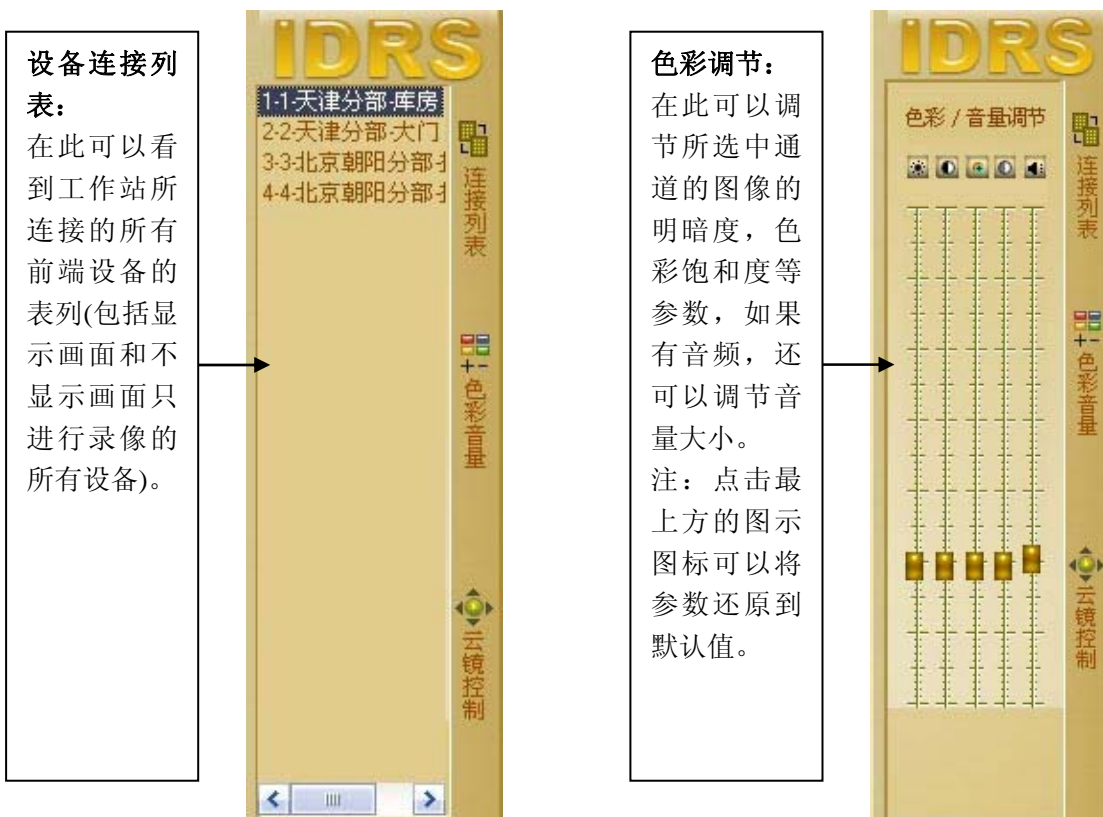 设备连接列
表：
在此可以看
到工作站所
连接的所有
前端设备的
表列(包括显
示画面和不
显示画面只
进行录像的
所有设备)。
IDRS
1-1-天津分部-库房
2-2-天津分部-大门
3-3-北京朝阳分部
4-4-北京朝阳分部
连接列表
色彩音量
云镜控制
色彩调节：
在此可以调
节所选中通
道的图像的
明暗度，色
彩饱和度等
参数，如果
有音频，还
可以调节音
量大小。
注：点击最
上方的图示
图标可以将
参数还原到
默认值。
IDRS
色彩 / 音量调节
连接列表
色彩音量
云镜控制